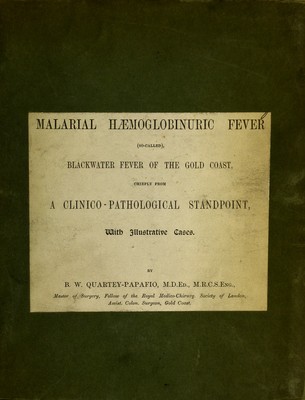 MALARIAL HÆMOGLOBINURIC FEVER
(SO-CALLED),
BLACKWATER FEVER OF THE GOLD COAST.
CHIEFLY FROM
A CLINICO-PATHOLOGICAL STANDPOINT,
With Illustrative Cases.
BY
B. W. QUARTEY-PAPAFIO, M.D.Ed., M.R.C.S.Eng.,
Master of Surgery, Fellow of the Royal Medico-Chirurg Society of London,
Assist. Colon. Surgeon, Gold Coast.